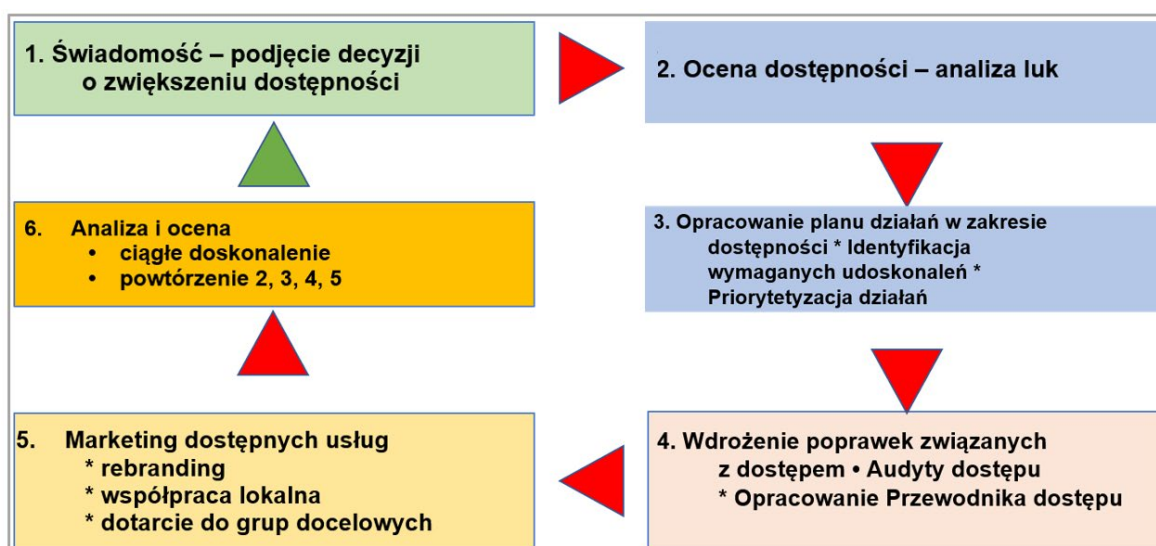 1. Świadomość – podjęcie decyzji
o zwiększeniu dostępności
2. Ocena dostępności – analiza luk
3. Opracowanie planu działań w zakresie
dostępności * Identyfikacja
wymaganych udoskonaleń *
Priorytetyzacja działań
4. Wdrożenie poprawek związanych
z dostępem • Audyty dostępu
* Opracowanie Przewodnika dostępu
5. Marketing dostępnych usług
* rebranding
* współpraca lokalna
* dotarcie do grup docelowych
6. Analiza i ocena
• ciągłe doskonalenie
• powtórzenie 2, 3, 4, 5